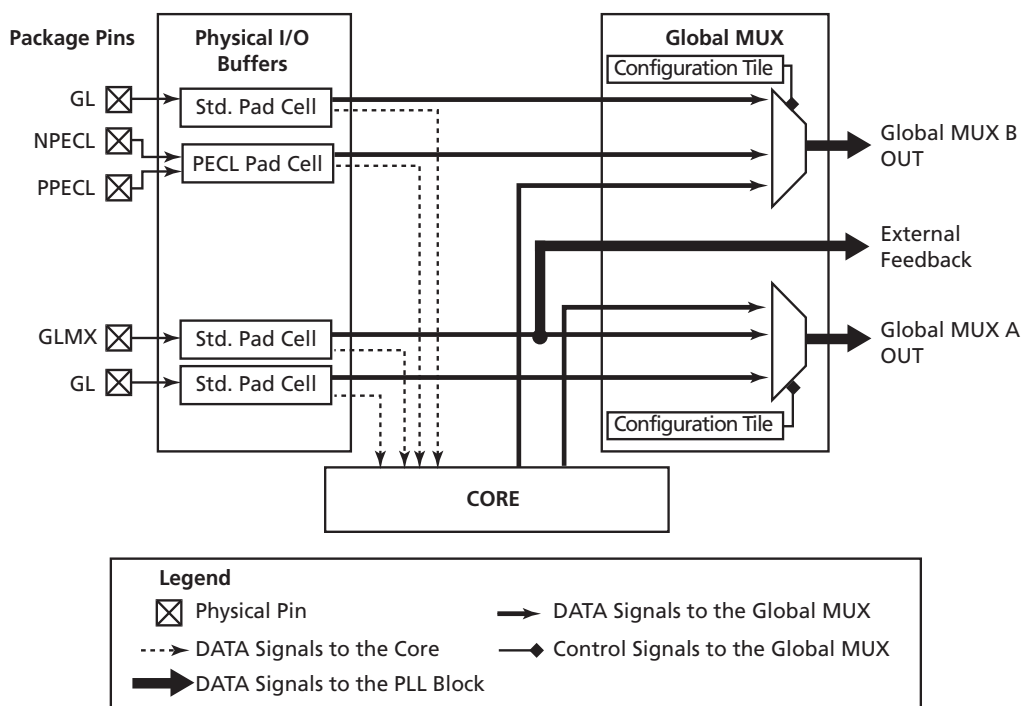 Package Pins
Physical I/O
Buffers
Global MUX
Configuration Tile
GL
Std. Pad Cell
NPECL
PECL Pad Cell
PPECL
Global MUX B
OUT
External
Feedback
GLMX
Std. Pad Cell
Global MUX A
OUT
GL
Std. Pad Cell
Configuration Tile
CORE
Legend
Physical Pin
DATA Signals to the Global MUX
DATA Signals to the Core
Control Signals to the Global MUX
DATA Signals to the PLL Block